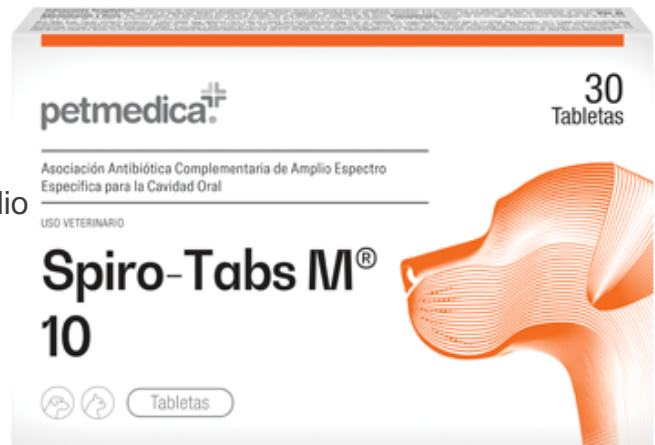 petmedica
30
Tabletas
Asociación Antibiótica Complementaria de Amplio Espectro
Específica para la Cavidad Oral
lio
USO VETERINARIO
Spiro-Tabs M®
10
Tabletas